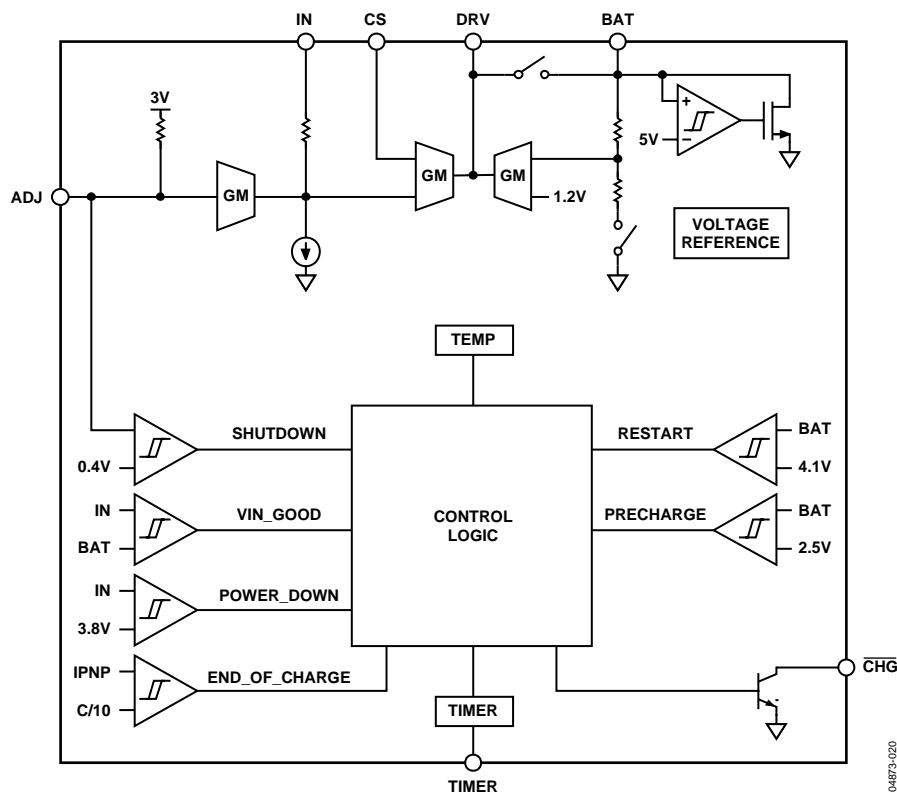 IN
CS
DRV
BAT
3V
+
5V
−
ADJ
GM
GM
GM
1.2V
VOLTAGE
REFERENCE
TEMP
SHUTDOWN
0.4V
RESTART
BAT
4.1V
IN
VIN_GOOD
BAT
CONTROL
LOGIC
PRECHARGE
BAT
2.5V
IN
POWER_DOWN
3.8V
IPNP
END_OF_CHARGE
C/10
TIMER
CHG
TIMER
04873-020